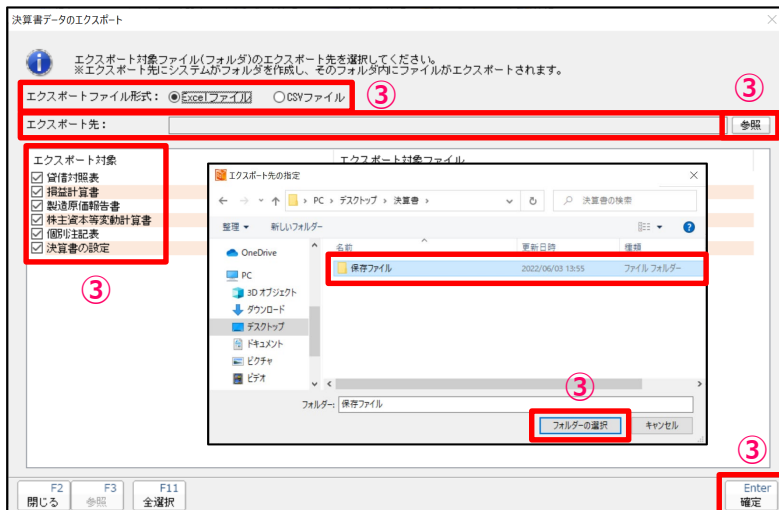 決算書データのエクスポート
エクスポート対象ファイル(フォルダ)のエクスポート先を選択してください。
※エクスポート先にシステムがフォルダを作成し、そのフォルダ内にファイルがエクスポートされます。
エクスポートファイル形式： Excelファイル CSVファイル ③
③
エクスポート先： 参照
エクスポート対象 エクスポート対象ファイル
貸借対照表
損益計算書
製造原価報告書
株主資本等変動計算書
個別注記表
決算書の設定
③
エクスポート先の指定
PC › デスクトップ › 決算書 › 決算書の検索
整理 新しいフォルダー
名前 更新日時 種類
保存ファイル 2022/06/03 13:55 ファイル フォルダー
OneDrive
PC
3D オブジェクト
ダウンロード
デスクトップ
ドキュメント
ピクチャ
ビデオ
フォルダー: 保存ファイル
③
フォルダーの選択 キャンセル
③
F2 F3 F11 Enter
閉じる 参照 全選択 確定